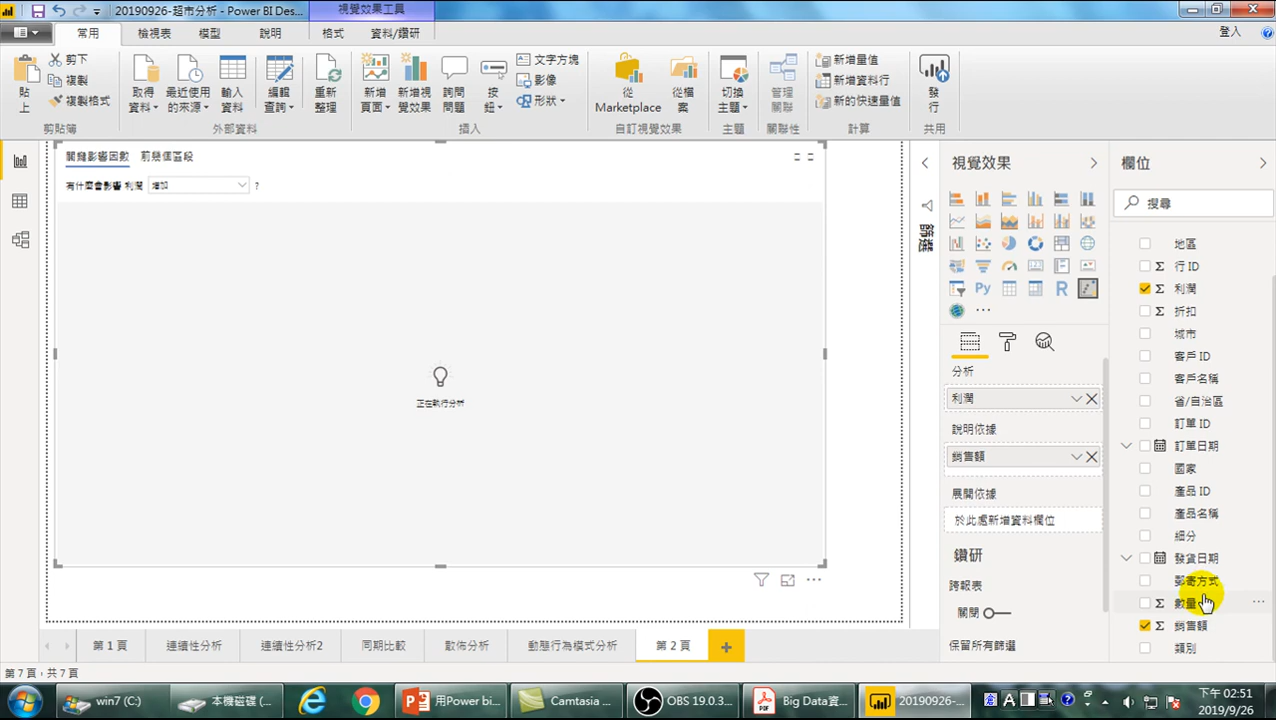 20190926-超市分析 - Power BI Des...
視覺效果工具
常用
檢視表
模型
說明
格式
資料/鑽研
登入
剪下
複製
複製格式
貼上
剪貼簿
取得資料
最近使用的來源
輸入資料
編輯查詢
重新整理
外部資料
新增頁面
新增視覺效果
詢問問題
按鈕
文字方塊
影像
形狀
插入
從 Marketplace
從檔案
自訂視覺效果
切換主題
主題
管理關聯
關聯性
新增量值
新增資料行
新的快速量值
計算
發行
共用
關鍵影響因數
前幾個區段
有什麼會影響 利潤
增加
?
正在執行分析
篩選
視覺效果
Py
R
分析
利潤
說明依據
銷售額
展開依據
於此處新增資料欄位
鑽研
跨報表
關閉
保留所有篩選
欄位
搜尋
地區
行 ID
利潤
折扣
城市
客戶 ID
客戶名稱
省/自治區
訂單 ID
訂單日期
國家
產品 ID
產品名稱
細分
發貨日期
郵寄方式
數量
銷售額
類別
第 1 頁
連續性分析
連續性分析2
同期比較
散佈分析
動態行為模式分析
第 2 頁
第 7 頁，共 7 頁
win7 (C:)
本機磁碟 (...
用Power bi...
Camtasia ...
OBS 19.0.3...
Big Data資...
20190926-...
下午 02:51
2019/9/26